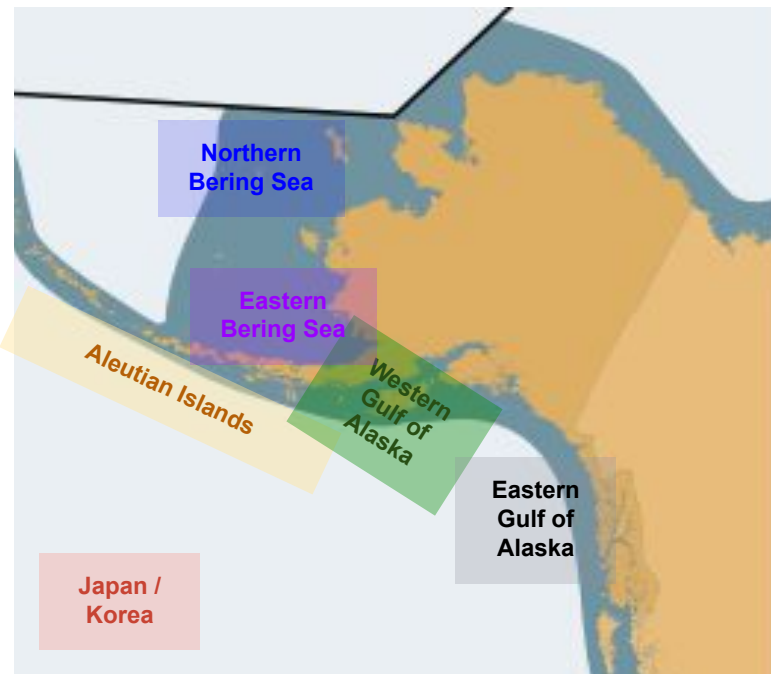 Northern
Bering Sea
Eastern
Bering Sea
Aleutian Islands
Western
Gulf of
Alaska
Eastern
Gulf of
Alaska
Japan /
Korea